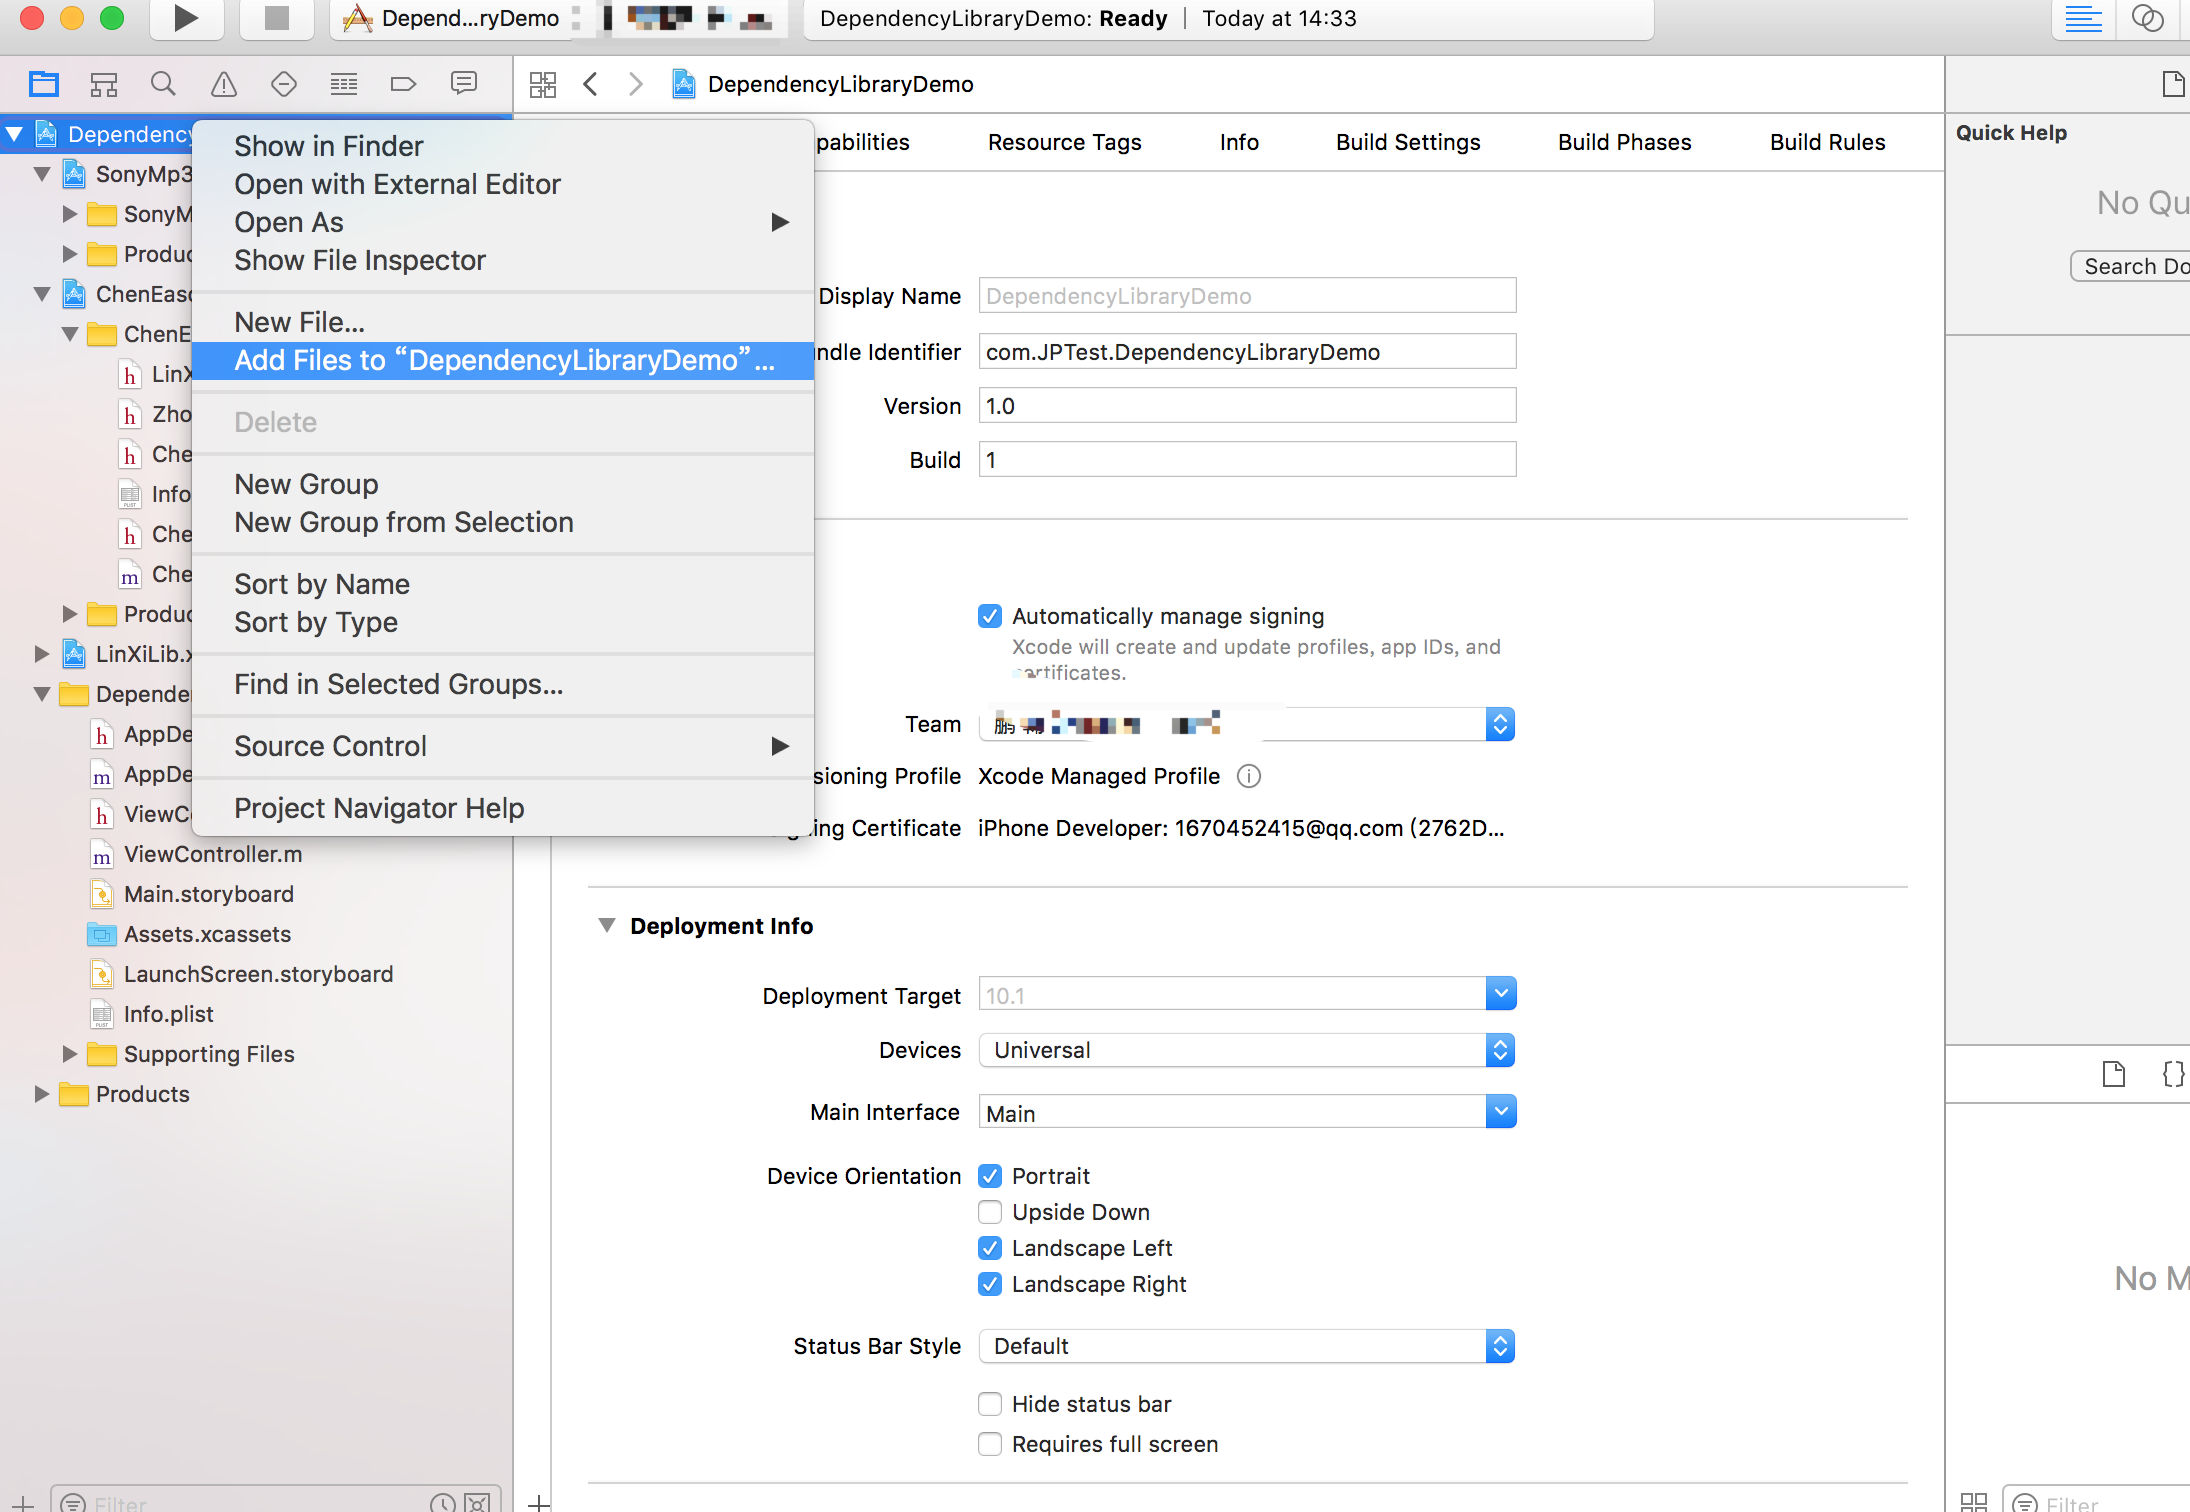 Depend...ryDemo
DependencyLibraryDemo: Ready | Today at 14:33
DependencyLibraryDemo
Dependency
SonyMp3
SonyM
Produc
ChenEaso
ChenE
h LinX
h Zho
h Che
Info
h Che
m Che
Produc
LinXiLib.x
Depende
h AppDe
m AppDe
h ViewC
m ViewController.m
Main.storyboard
Assets.xcassets
LaunchScreen.storyboard
Info.plist
Supporting Files
Products
Filter
Show in Finder
Open with External Editor
Open As
Show File Inspector
New File...
Add Files to “DependencyLibraryDemo” ...
Delete
New Group
New Group from Selection
Sort by Name
Sort by Type
Find in Selected Groups...
Source Control
Project Navigator Help
pabilities Resource Tags Info Build Settings Build Phases Build Rules
Display Name DependencyLibraryDemo
ndle Identifier com.JPTest.DependencyLibraryDemo
Version 1.0
Build 1
Automatically manage signing
Xcode will create and update profiles, app IDs, and
certificates.
Team
sioning Profile Xcode Managed Profile
ing Certificate iPhone Developer: 1670452415@qq.com (2762D...
Deployment Info
Deployment Target 10.1
Devices Universal
Main Interface Main
Device Orientation Portrait
Upside Down
Landscape Left
Landscape Right
Status Bar Style Default
Hide status bar
Requires full screen
Quick Help
No Qu
Search Do
{}
No M
Filter